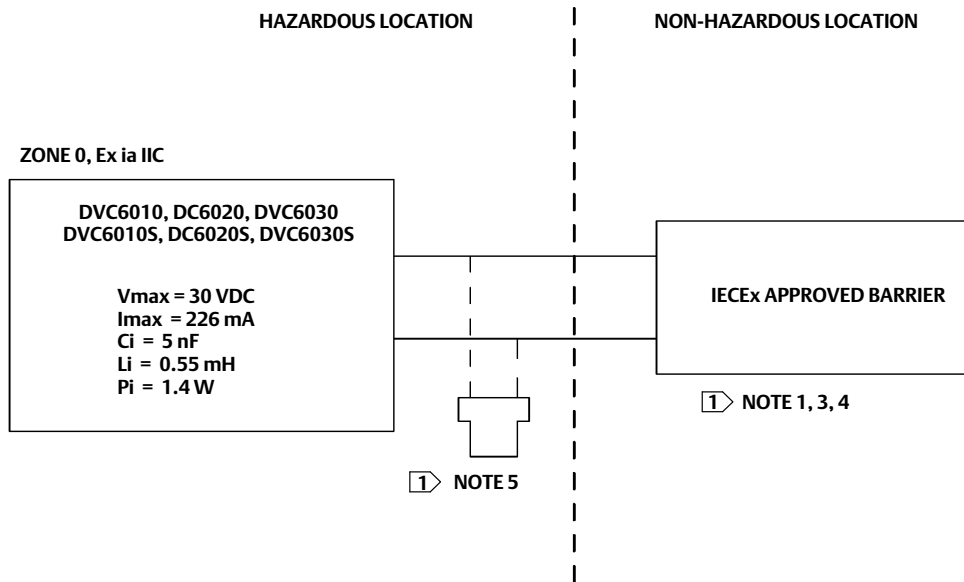 HAZARDOUS LOCATION
NON-HAZARDOUS LOCATION
ZONE 0, Ex ia IIC
DVC6010, DC6020, DVC6030
DVC6010S, DC6020S, DVC6030S
Vmax = 30 VDC
Imax = 226 mA
Ci = 5 nF
Li = 0.55 mH
Pi = 1.4 W
IECEx APPROVED BARRIER
1 NOTE 1, 3, 4
1 NOTE 5